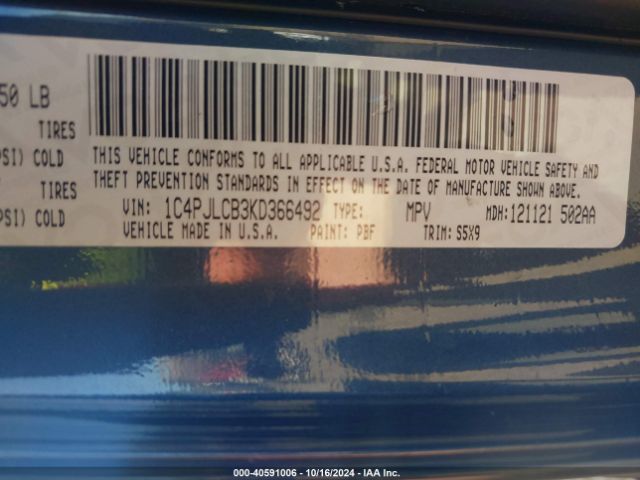 50 LB
TIRES
PSI) COLD
TIRES
PSI) COLD
THIS VEHICLE CONFORMS TO ALL APPLICABLE U.S.A. FEDERAL MOTOR VEHICLE SAFETY AND
THEFT PREVENTION STANDARDS IN EFFECT ON THE DATE OF MANUFACTURE SHOWN ABOVE.
VIN: 1C4PJLCB3KD366492 TYPE: MPV MDH:121121 502AA
VEHICLE MADE IN U.S.A. PAINT: PBF TRIM: S5X9
000-40591006 - 10/16/2024 - IAA Inc.